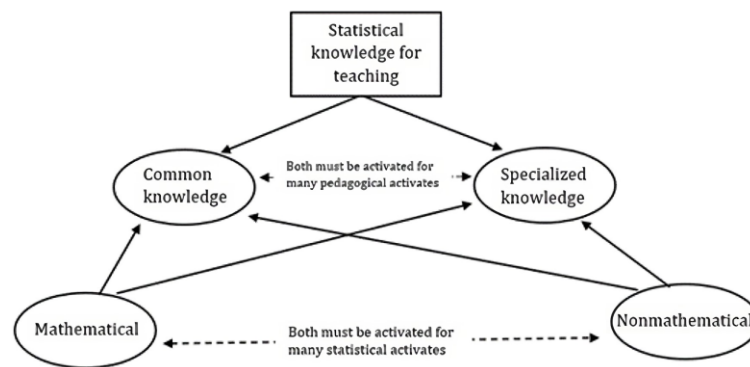 Statistical
knowledge for
teaching
Common
knowledge
Both must be activated for
many pedagogical activates
Specialized
knowledge
Mathematical
Both must be activated for
many statistical activates
Nonmathematical